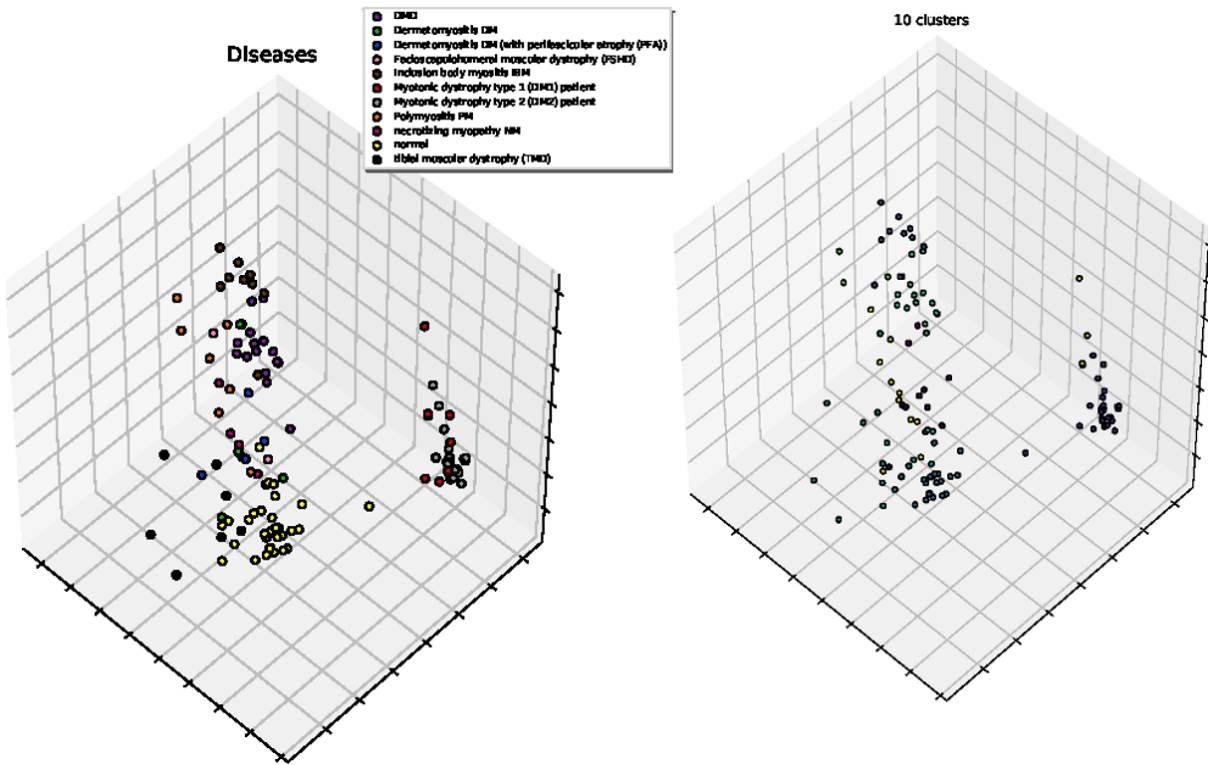 Diseases
DMD
Dermatomyositis DM
Dermatomyositis DM (with perifascicular atrophy (PFA))
Facioscapulohumeral muscular dystrophy (FSHD)
Inclusion body myositis IBM
Myotonic dystrophy type 1 (DM1) patient
Myotonic dystrophy type 2 (DM2) patient
Polymyositis PM
necrotizing myopathy NM
normal
tibial muscular dystrophy (TMD)
10 clusters